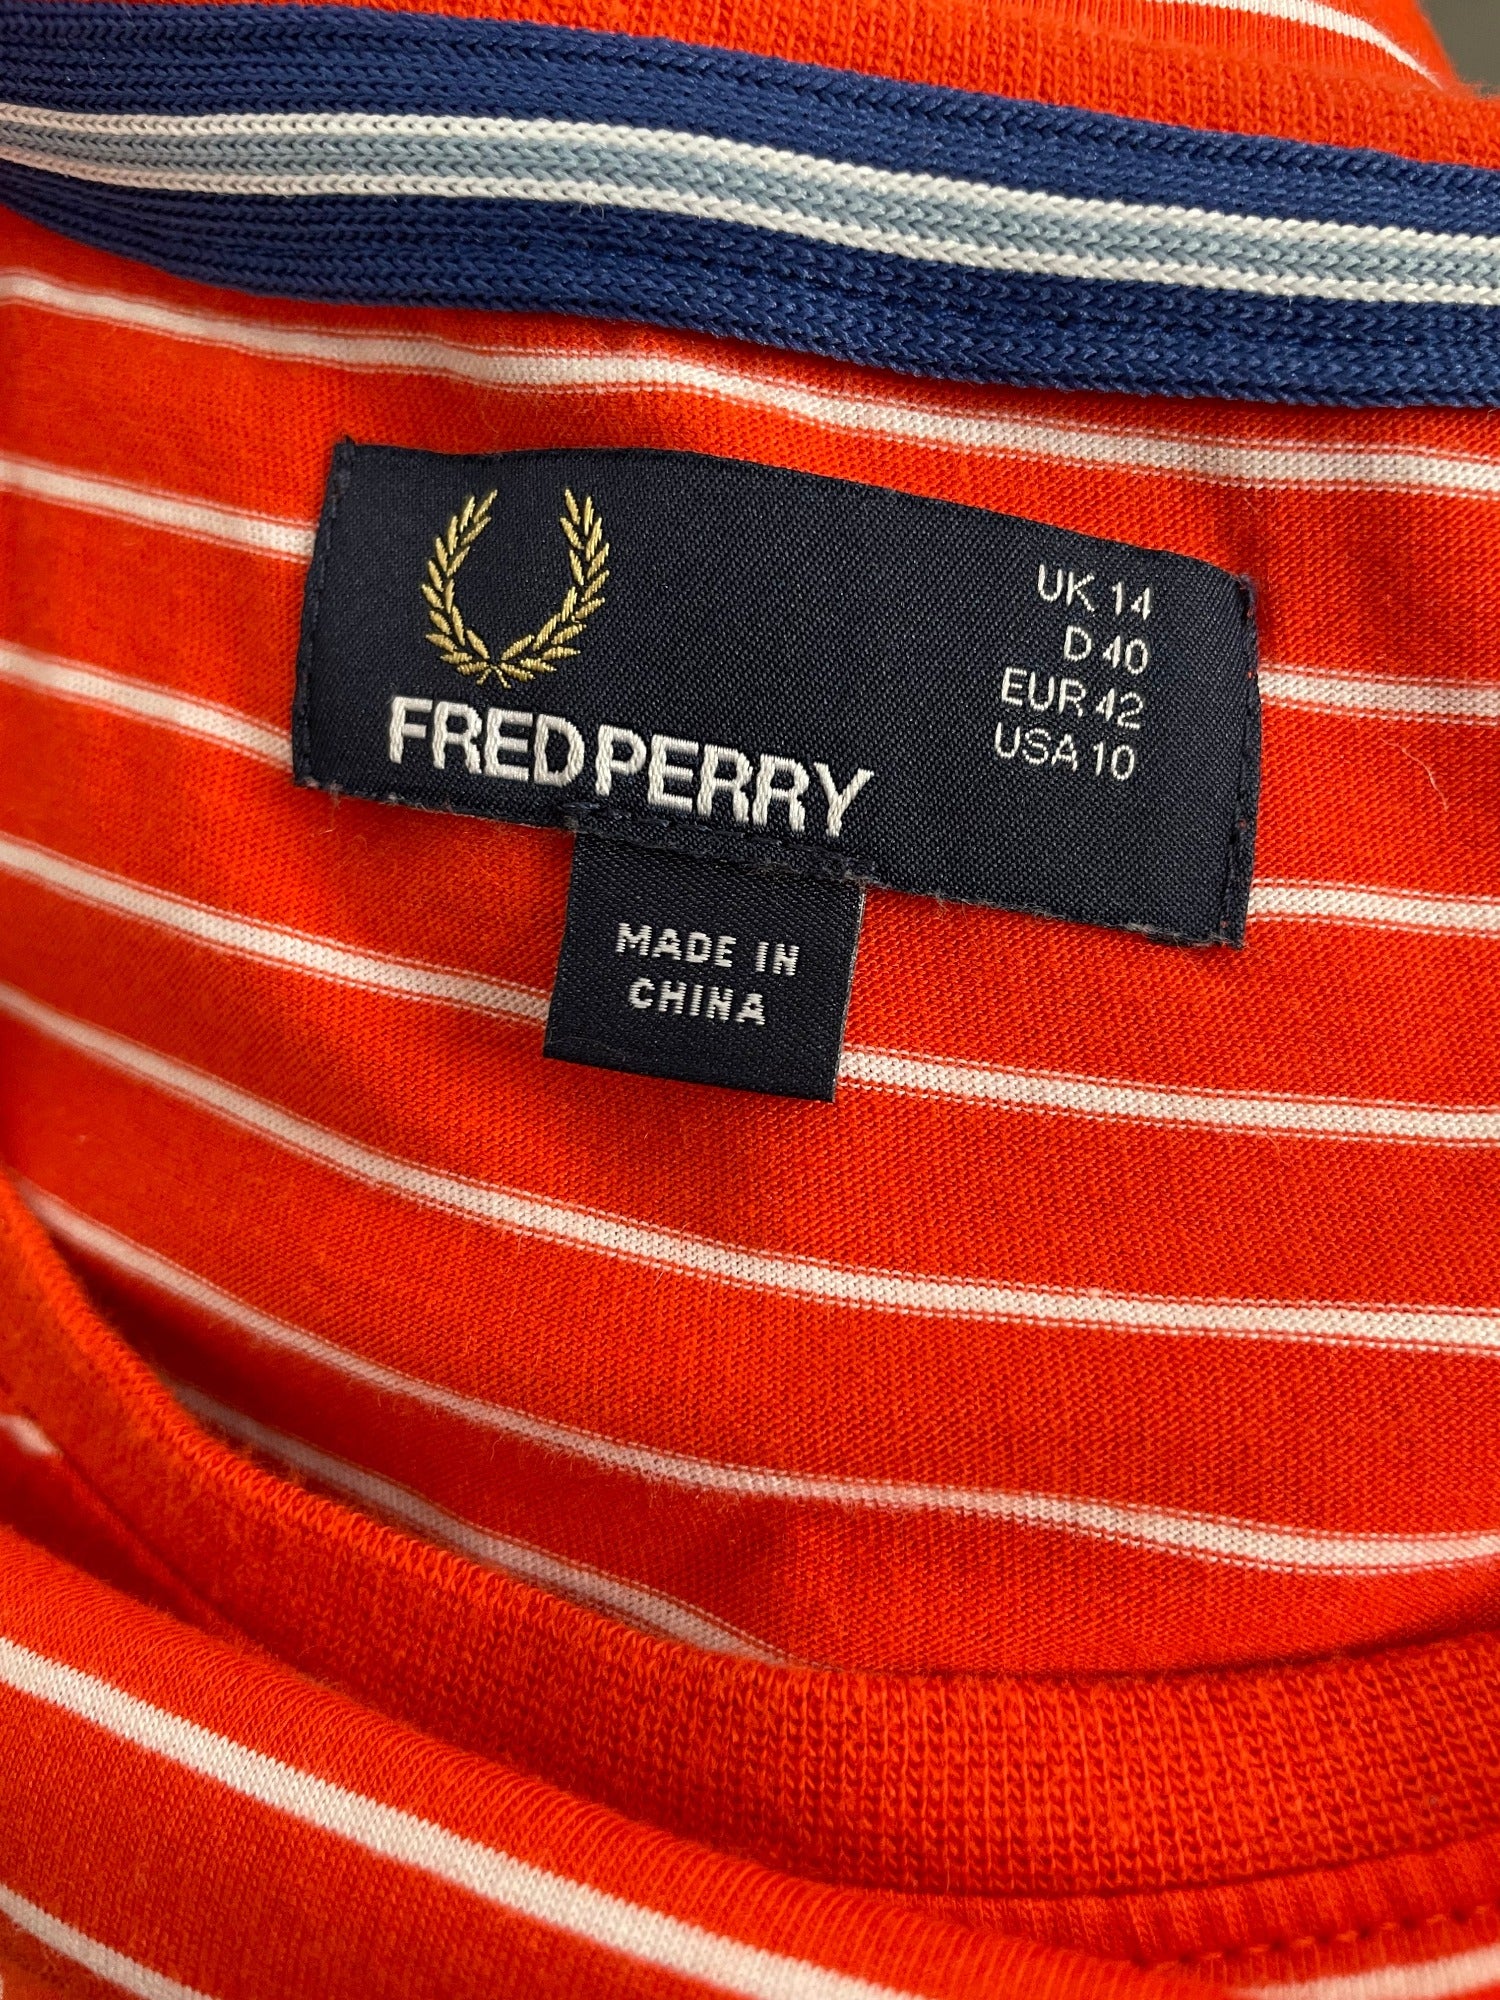 FRED PERRY
UK 14
D 40
EUR 42
USA 10
MADE IN
CHINA